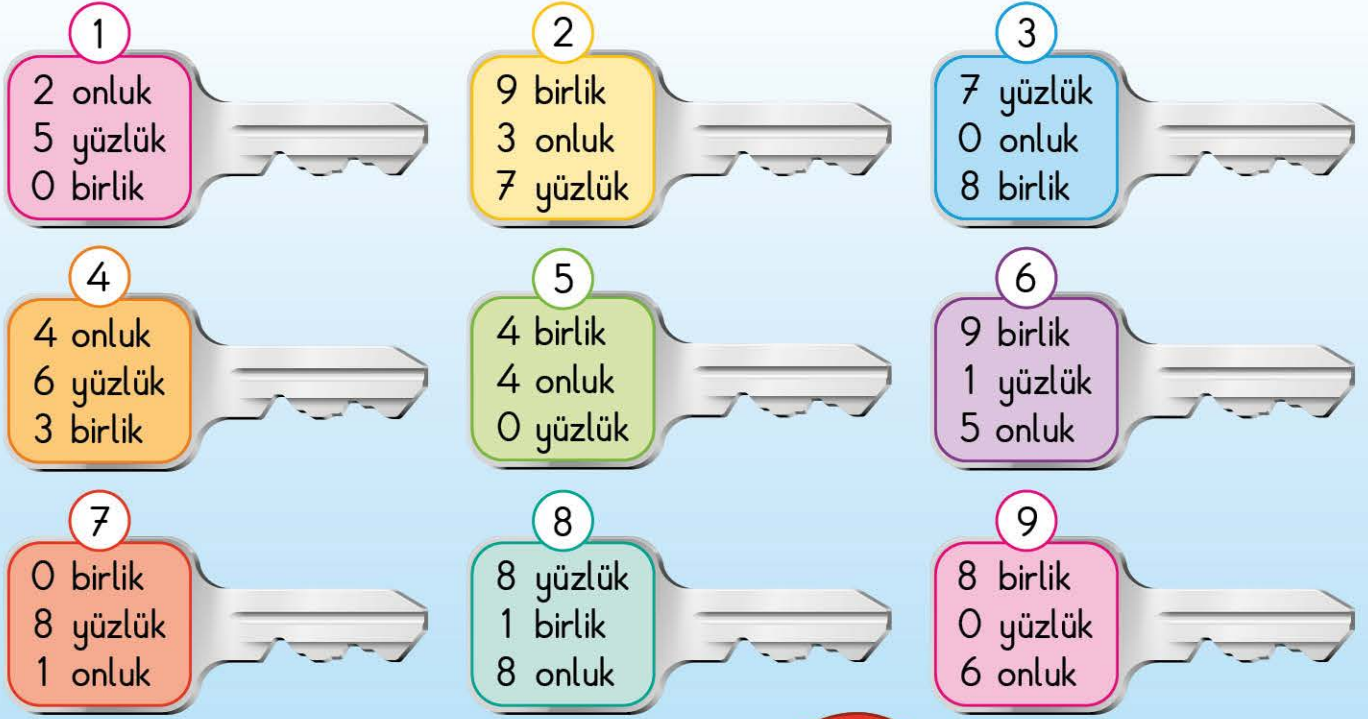 1
2 onluk
5 yüzlük
0 birlik
2
9 birlik
3 onluk
7 yüzlük
3
7 yüzlük
0 onluk
8 birlik
4
4 onluk
6 yüzlük
3 birlik
5
4 birlik
4 onluk
0 yüzlük
6
9 birlik
1 yüzlük
5 onluk
7
0 birlik
8 yüzlük
1 onluk
8
8 yüzlük
1 birlik
8 onluk
9
8 birlik
0 yüzlük
6 onluk